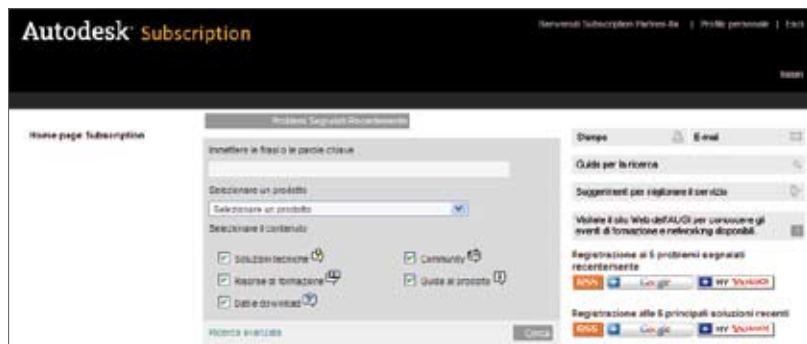 Autodesk Subscription
Benvenuti Subscription Partner-Ita | Profilo personale | Esci
Italian
Home page Subscription
Problemi Segnalati Recentemente
Immettere le frasi o le parole chiave
Selezionare un prodotto
Selezionare un prodotto
Selezionare il contenuto
Soluzioni tecniche
Community
Risorse di formazione
Guide al prodotto
Dati e download
Ricerca avanzata
Cerca
Stampa
E-mail
Guida per la ricerca
Suggerimenti per migliorare il servizio
Visitate il sito Web dell'AUGI per conoscere gli
eventi di formazione e networking disponibili.
Registrazione ai 5 problemi segnalati
recentemente
RSS Google MY YAHOO!
Registrazione alle 5 principali soluzioni recenti
RSS Google MY YAHOO!